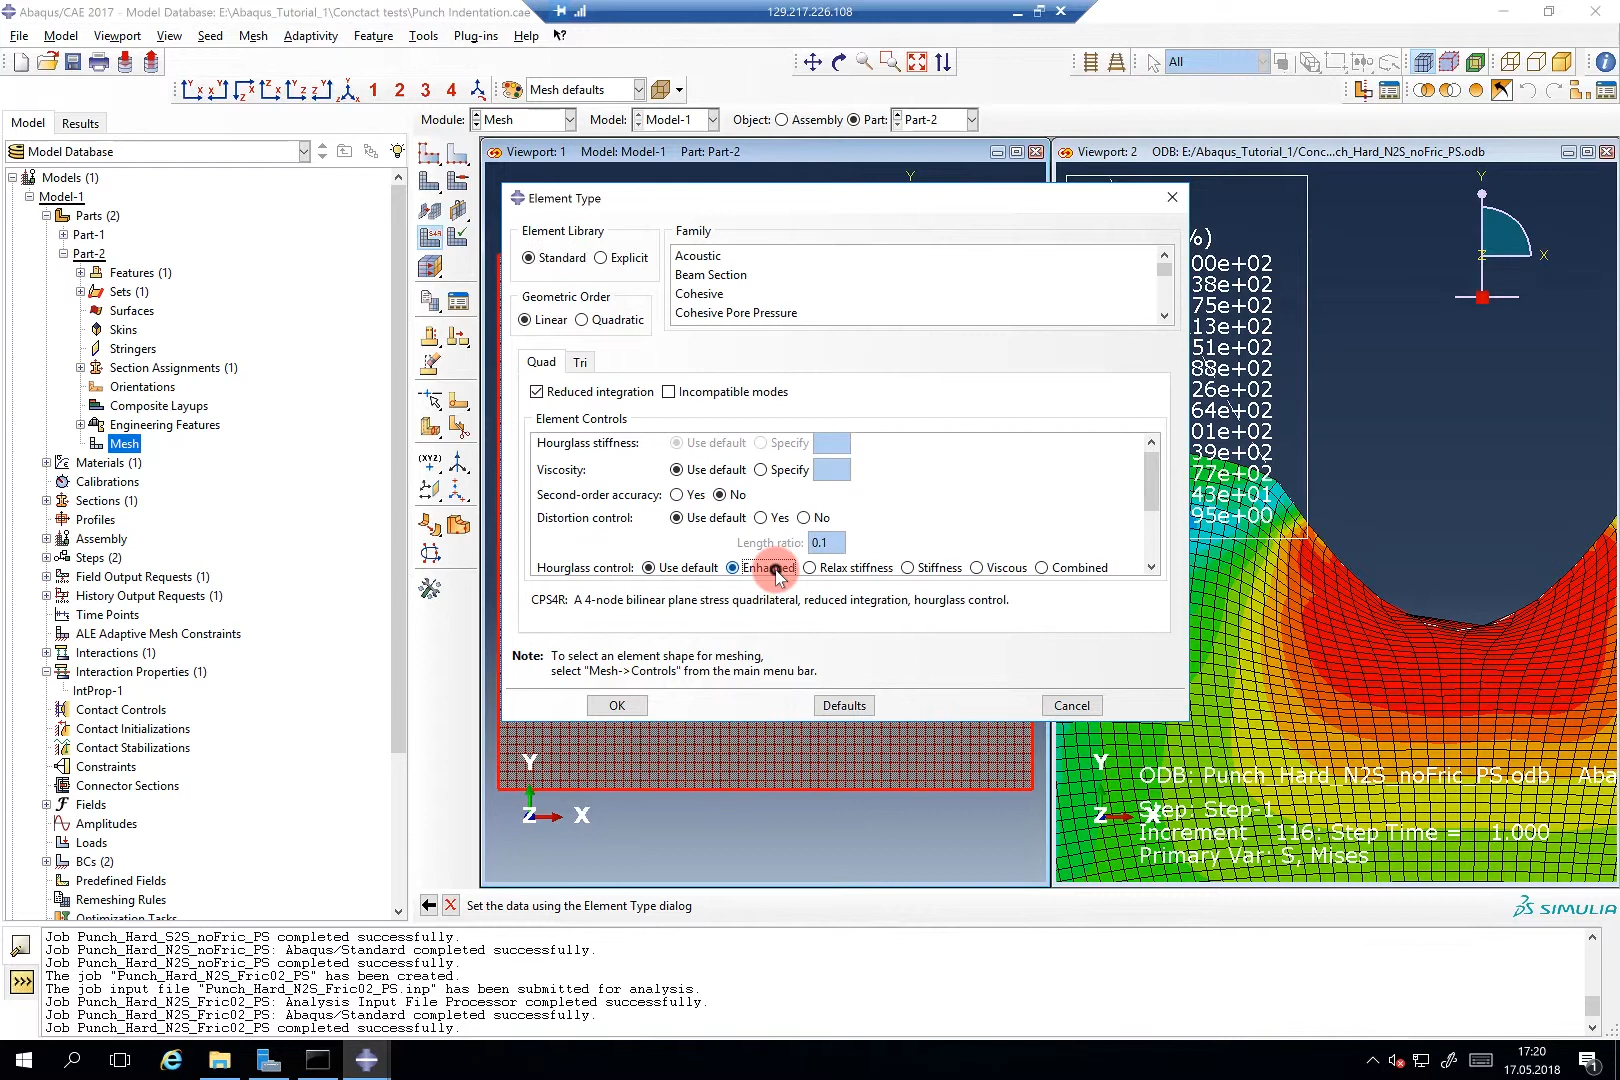 Abaqus/CAE 2017 - Model Database: E:\Abaqus_Tutorial_1\Conctact tests\Punch Indentation.cae
129.217.226.108
File Model Viewport View Seed Mesh Adaptivity Feature Tools Plug-ins Help
All
1 2 3 4 Mesh defaults
Model Results
Module: Mesh Model: Model-1 Object: Assembly Part: Part-2
Model Database
Viewport: 1 Model: Model-1 Part: Part-2
Viewport: 2 ODB: E:/Abaqus_Tutorial_1/Conc...ch_Hard_N2S_noFric_PS.odb
Models (1)
Model-1
Parts (2)
Part-1
Part-2
Features (1)
Sets (1)
Surfaces
Skins
Stringers
Section Assignments (1)
Orientations
Composite Layups
Engineering Features
Mesh
Materials (1)
Calibrations
Sections (1)
Profiles
Assembly
Steps (2)
Field Output Requests (1)
History Output Requests (1)
Time Points
ALE Adaptive Mesh Constraints
Interactions (1)
Interaction Properties (1)
IntProp-1
Contact Controls
Contact Initializations
Contact Stabilizations
Constraints
Connector Sections
Fields
Amplitudes
Loads
BCs (2)
Predefined Fields
Remeshing Rules
Optimization Tasks
(XYZ)
Element Type
Element Library
Standard Explicit
Geometric Order
Linear Quadratic
Family
Acoustic
Beam Section
Cohesive
Cohesive Pore Pressure
Quad Tri
Reduced integration Incompatible modes
Element Controls
Hourglass stiffness: Use default Specify
Viscosity: Use default Specify
Second-order accuracy: Yes No
Distortion control: Use default Yes No
Length ratio: 0.1
Hourglass control: Use default Enhanced Relax stiffness Stiffness Viscous Combined
CPS4R: A 4-node bilinear plane stress quadrilateral, reduced integration, hourglass control.
Note: To select an element shape for meshing,
select "Mesh->Controls" from the main menu bar.
OK Defaults Cancel
Y
Z X
Y
%)
00e+02
38e+02
75e+02
13e+02
51e+02
88e+02
26e+02
64e+02
01e+02
39e+02
77e+02
43e+01
95e+00
Y
Z X
Y
Z X
ODB: Punch_Hard_N2S_noFric_PS.odb Aba
Step: Step-1
Increment 116: Step Time = 1.000
Primary Var: S, Mises
Set the data using the Element Type dialog
SIMULIA
Job Punch_Hard_S2S_noFric_PS completed successfully.
Job Punch_Hard_N2S_noFric_PS: Abaqus/Standard completed successfully.
Job Punch_Hard_N2S_noFric_PS completed successfully.
The job "Punch_Hard_N2S_Fric02_PS" has been created.
The job input file "Punch_Hard_N2S_Fric02_PS.inp" has been submitted for analysis.
Job Punch_Hard_N2S_Fric02_PS: Analysis Input File Processor completed successfully.
Job Punch_Hard_N2S_Fric02_PS: Abaqus/Standard completed successfully.
Job Punch_Hard_N2S_Fric02_PS completed successfully.
>>>
17:20
17.05.2018
1